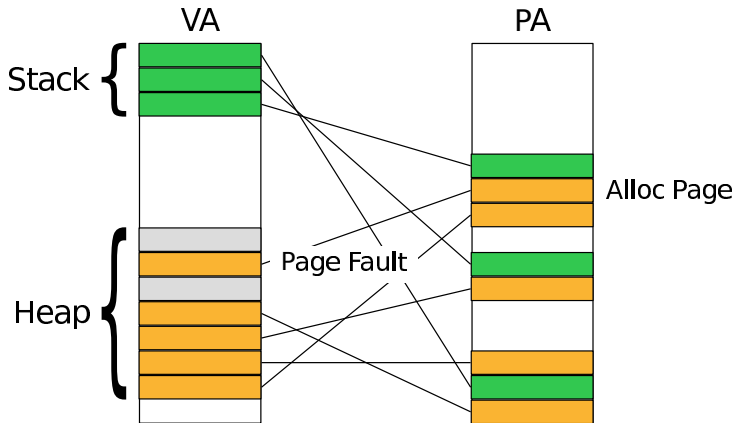 VA
PA
Stack
Alloc Page
Page Fault
Heap